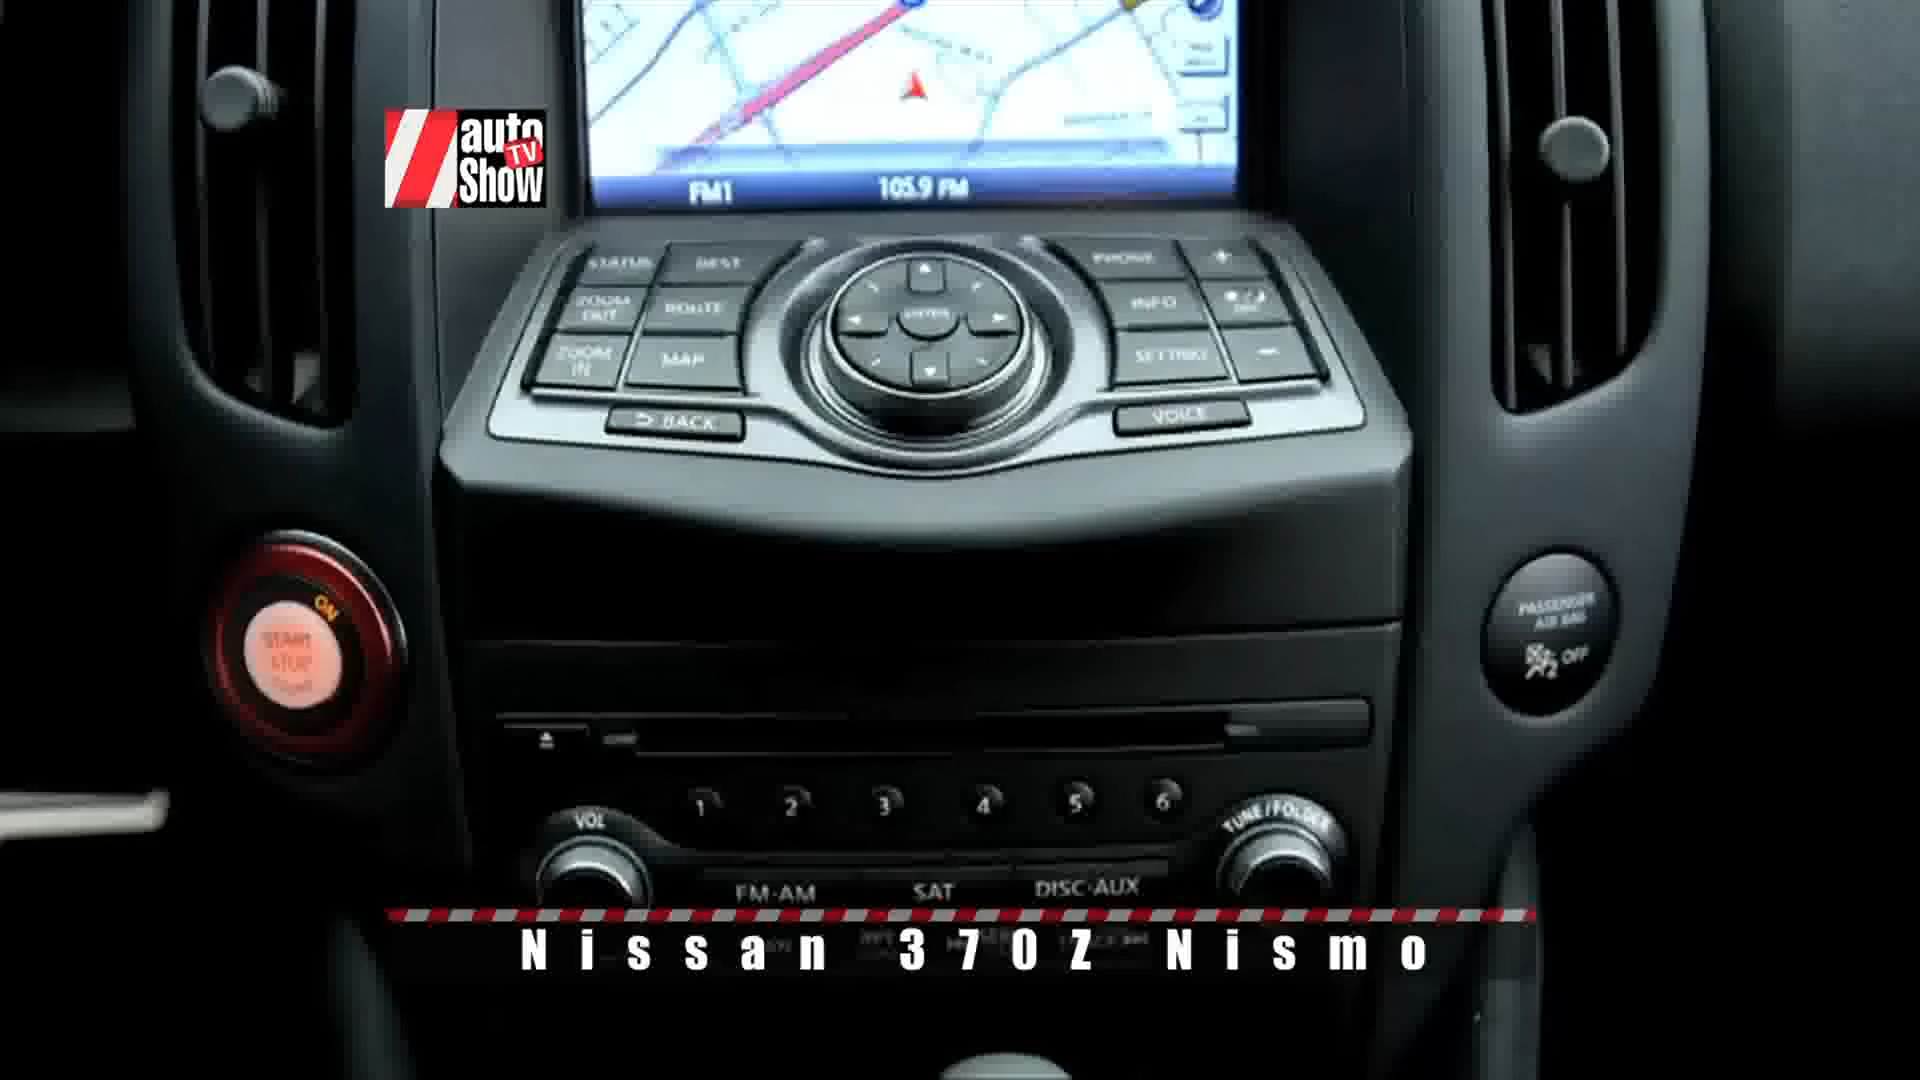 auto
TV
Show
FM1 105.9 FM
STATUS DEST PHONE +
ZOOM OUT ROUTE ENTER INFO
ZOOM IN MAP SETTING −
BACK VOICE
ON
START
STOP
PASSENGER
AIR BAG
2 OFF
1 2 3 4 5 6
VOL TUNE/FOLDER
FM·AM SAT DISC·AUX
Nissan 370Z Nismo